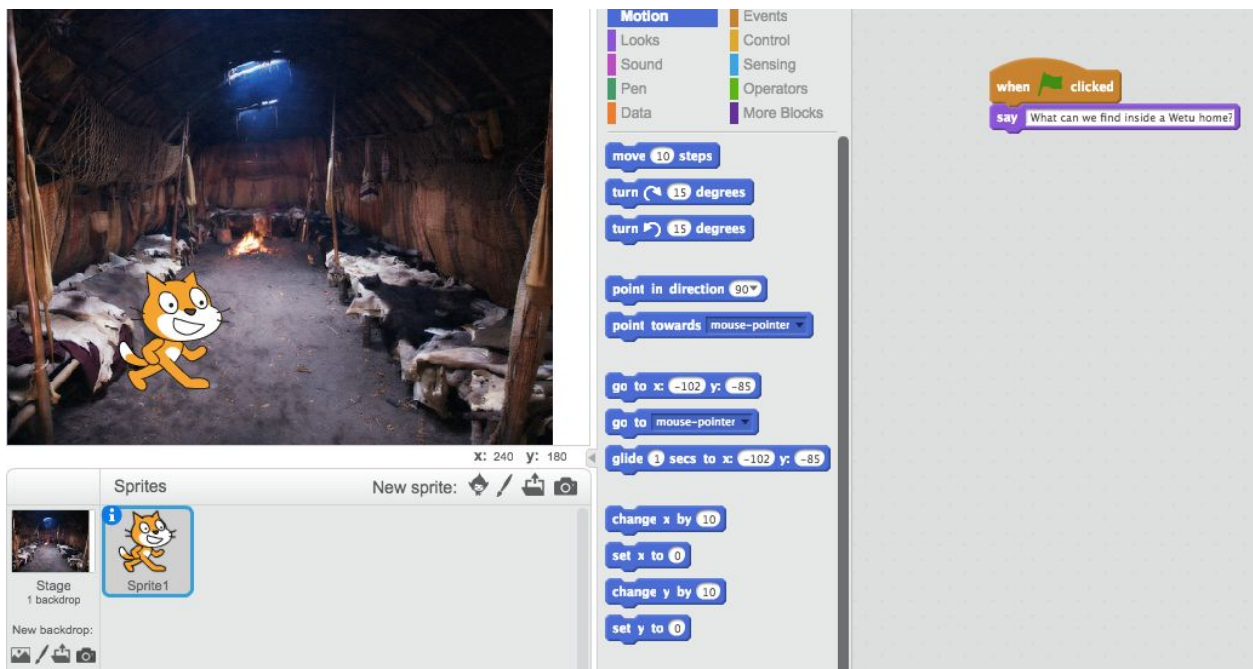 x: 240 y: 180
Sprites
New sprite:
Stage
1 backdrop
New backdrop:
Sprite1
Motion
Looks
Sound
Pen
Data
Events
Control
Sensing
Operators
More Blocks
move 10 steps
turn 15 degrees
turn 15 degrees
point in direction 90
point towards mouse-pointer
go to x: -102 y: -85
go to mouse-pointer
glide 1 secs to x: -102 y: -85
change x by 10
set x to 0
change y by 10
set y to 0
when clicked
say What can we find inside a Wetu home?